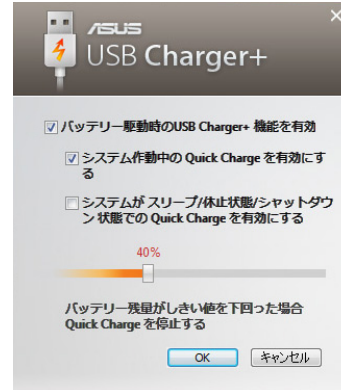 ASUS
USB Charger+
バッテリー駆動時のUSB Charger+ 機能を有効
システム作動中の Quick Charge を有効にす
る
システムが スリープ/休止状態/シャットダウ
ン 状態での Quick Charge を有効にする
40%
バッテリー残量がしきい値を下回った場合
Quick Charge を停止する
OK
キャンセル